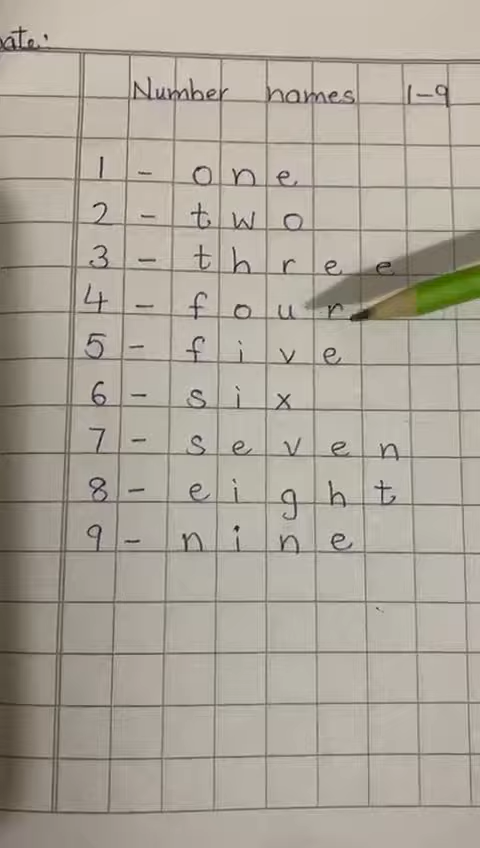 ate:
Number names 1-9
1 - one
2 - two
3 - three
4 - four
5 - five
6 - six
7 - seven
8 - eight
9 - nine